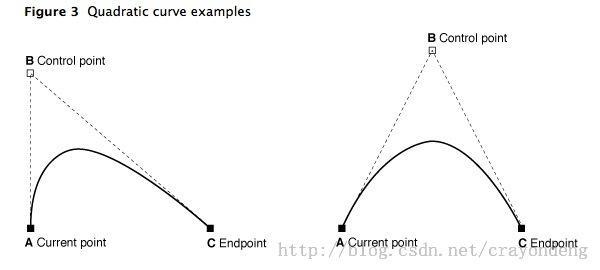 Figure 3 Quadratic curve examples
B Control point
A Current point
C Endpoint
B Control point
A Current point
C Endpoint
http://blog.csdn.net/crayondeng